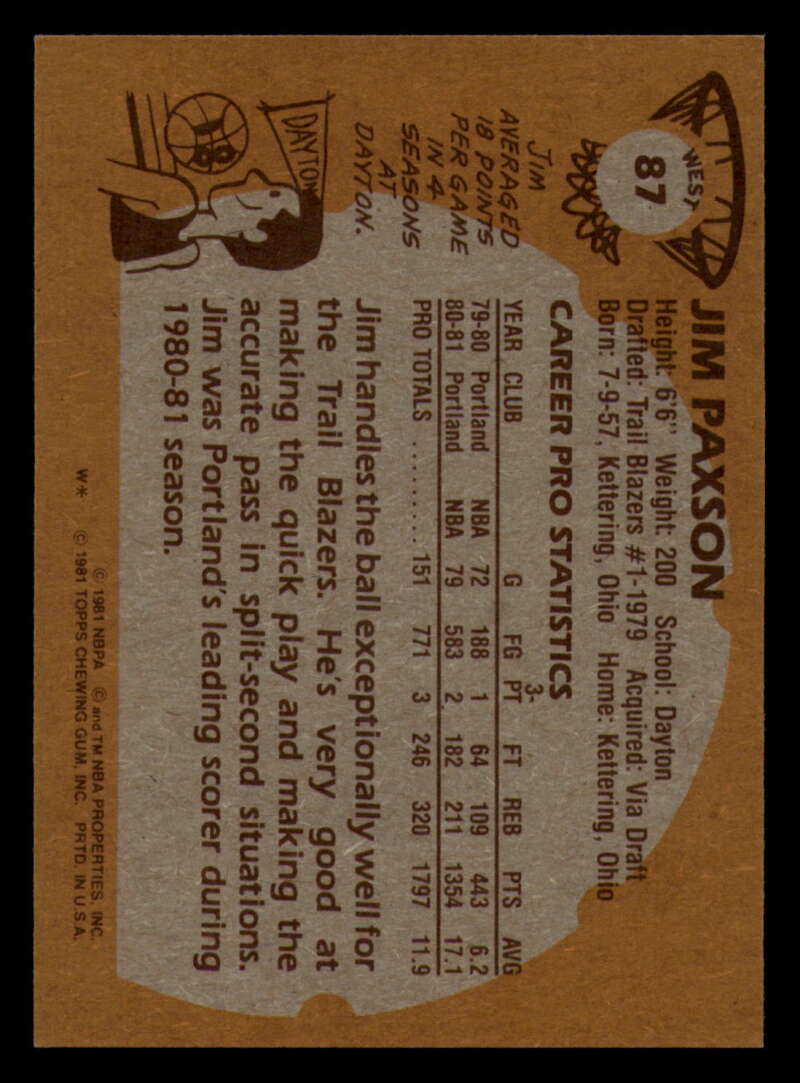 WEST
87
JIM PAXSON
Height: 6'6" Weight: 200 School: Dayton
Drafted: Trail Blazers #1-1979 Acquired: Via Draft
Born: 7-9-57, Kettering, Ohio Home: Kettering, Ohio
CAREER PRO STATISTICS
3-
YEAR CLUB G FG PT FT REB PTS AVG
79-80 Portland NBA 72 188 1 64 109 443 6.2
80-81 Portland NBA 79 583 2 182 211 1354 17.1
PRO TOTALS .......... 151 771 3 246 320 1797 11.9
JIM
AVERAGED
18 POINTS
PER GAME
IN 4
SEASONS
AT
DAYTON.
DAYTON
18
Jim handles the ball exceptionally well for
the Trail Blazers. He's very good at
making the quick play and making the
accurate pass in split-second situations.
Jim was Portland's leading scorer during
1980-81 season.
© 1981 NBPA © and TM NBA PROPERTIES, INC.
W* © 1981 TOPPS CHEWING GUM, INC. PRTD. IN U.S.A.